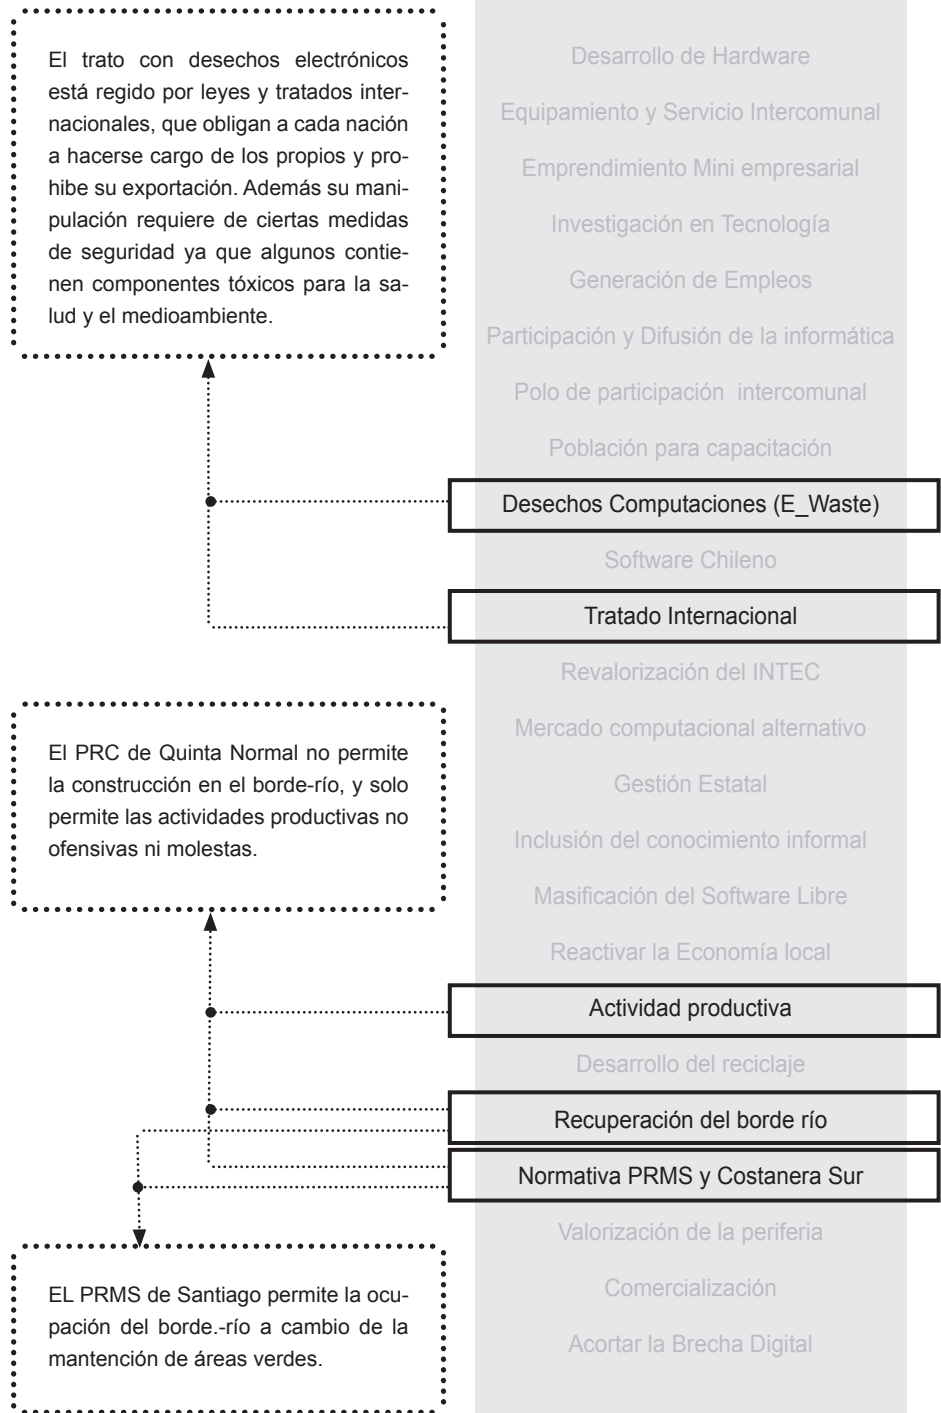 El trato con desechos electrónicos
está regido por leyes y tratados inter-
nacionales, que obligan a cada nación
a hacerse cargo de los propios y pro-
hibe su exportación. Además su mani-
pulación requiere de ciertas medidas
de seguridad ya que algunos contie-
nen componentes tóxicos para la sa-
lud y el medioambiente.
El PRC de Quinta Normal no permite
la construcción en el borde-río, y solo
permite las actividades productivas no
ofensivas ni molestas.
EL PRMS de Santiago permite la ocu-
pación del borde.-río a cambio de la
mantención de áreas verdes.
Desarrollo de Hardware
Equipamiento y Servicio Intercomunal
Emprendimiento Mini empresarial
Investigación en Tecnología
Generación de Empleos
Participación y Difusión de la informática
Polo de participación intercomunal
Población para capacitación
Desechos Computaciones (E_Waste)
Software Chileno
Tratado Internacional
Revalorización del INTEC
Mercado computacional alternativo
Gestión Estatal
Inclusión del conocimiento informal
Masificación del Software Libre
Reactivar la Economía local
Actividad productiva
Desarrollo del reciclaje
Recuperación del borde río
Normativa PRMS y Costanera Sur
Valorización de la periferia
Comercialización
Acortar la Brecha Digital